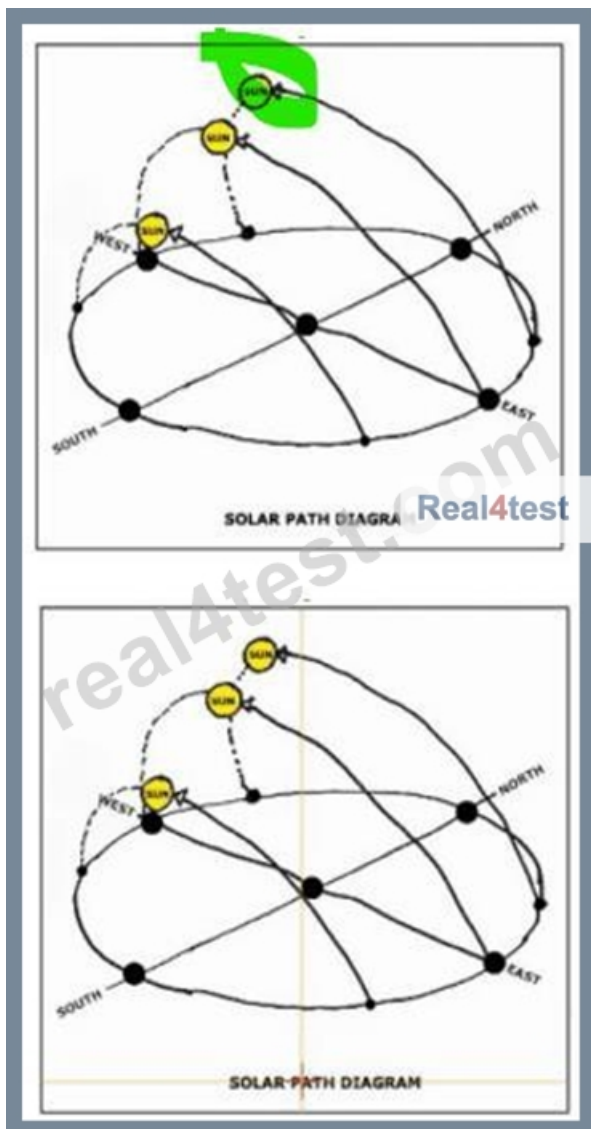 SUN
SUN
SUN
WEST
NORTH
SOUTH
EAST
SOLAR PATH DIAGRAM
Real4test
real4test.com
SUN
SUN
SUN
WEST
NORTH
SOUTH
EAST
SOLAR PATH DIAGRAM